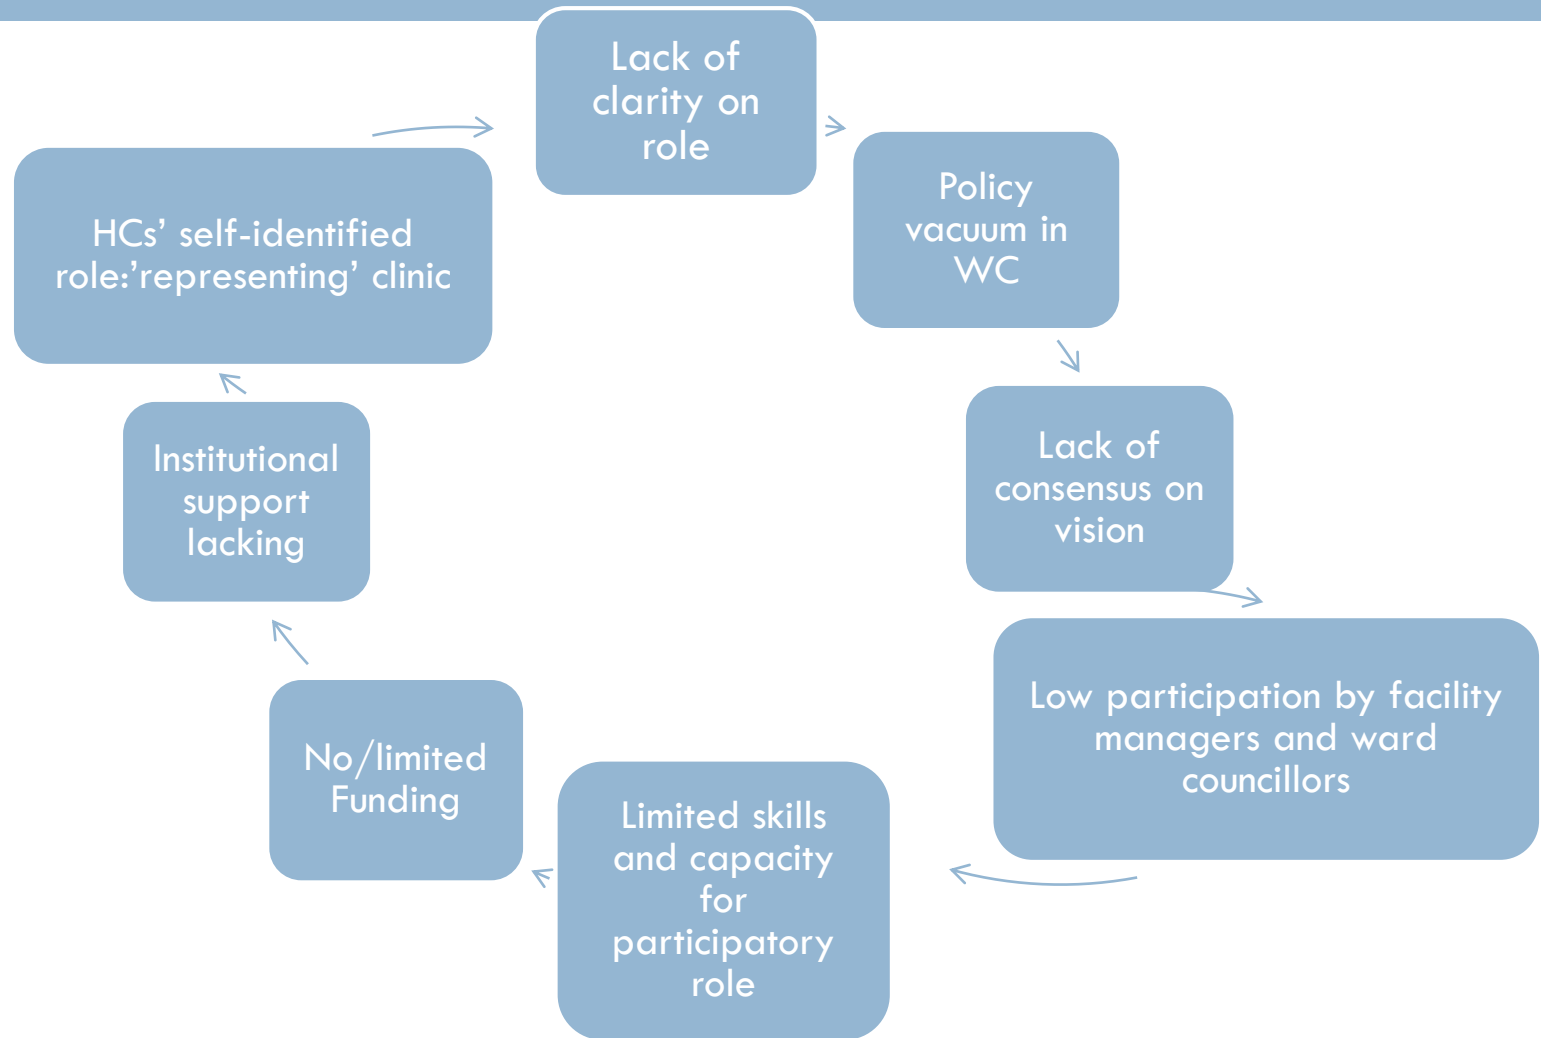 Lack of
clarity on
role
Policy
vacuum in
WC
Lack of
consensus on
vision
Low participation by facility
managers and ward
councillors
Limited skills
and capacity
for
participatory
role
No/limited
Funding
Institutional
support
lacking
HCs’ self-identified
role:’representing’ clinic